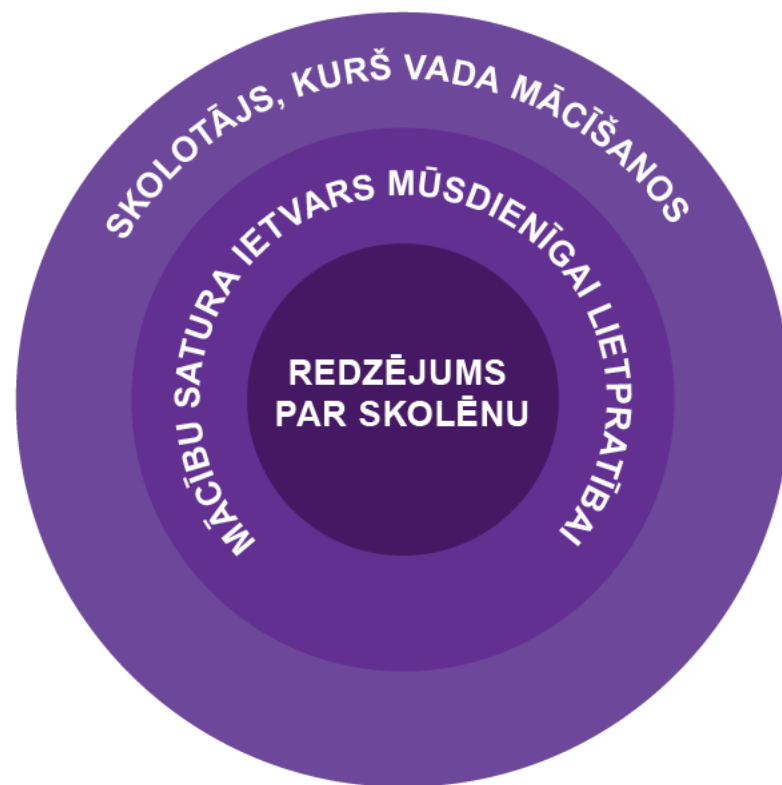 SKOLOTĀJS, KURŠ VADA MĀCĪŠANOS
MĀCĪBU SATURA IETVARS MŪSDIENĪGAI LIETPRATĪBAI
REDZĒJUMS
PAR SKOLĒNU